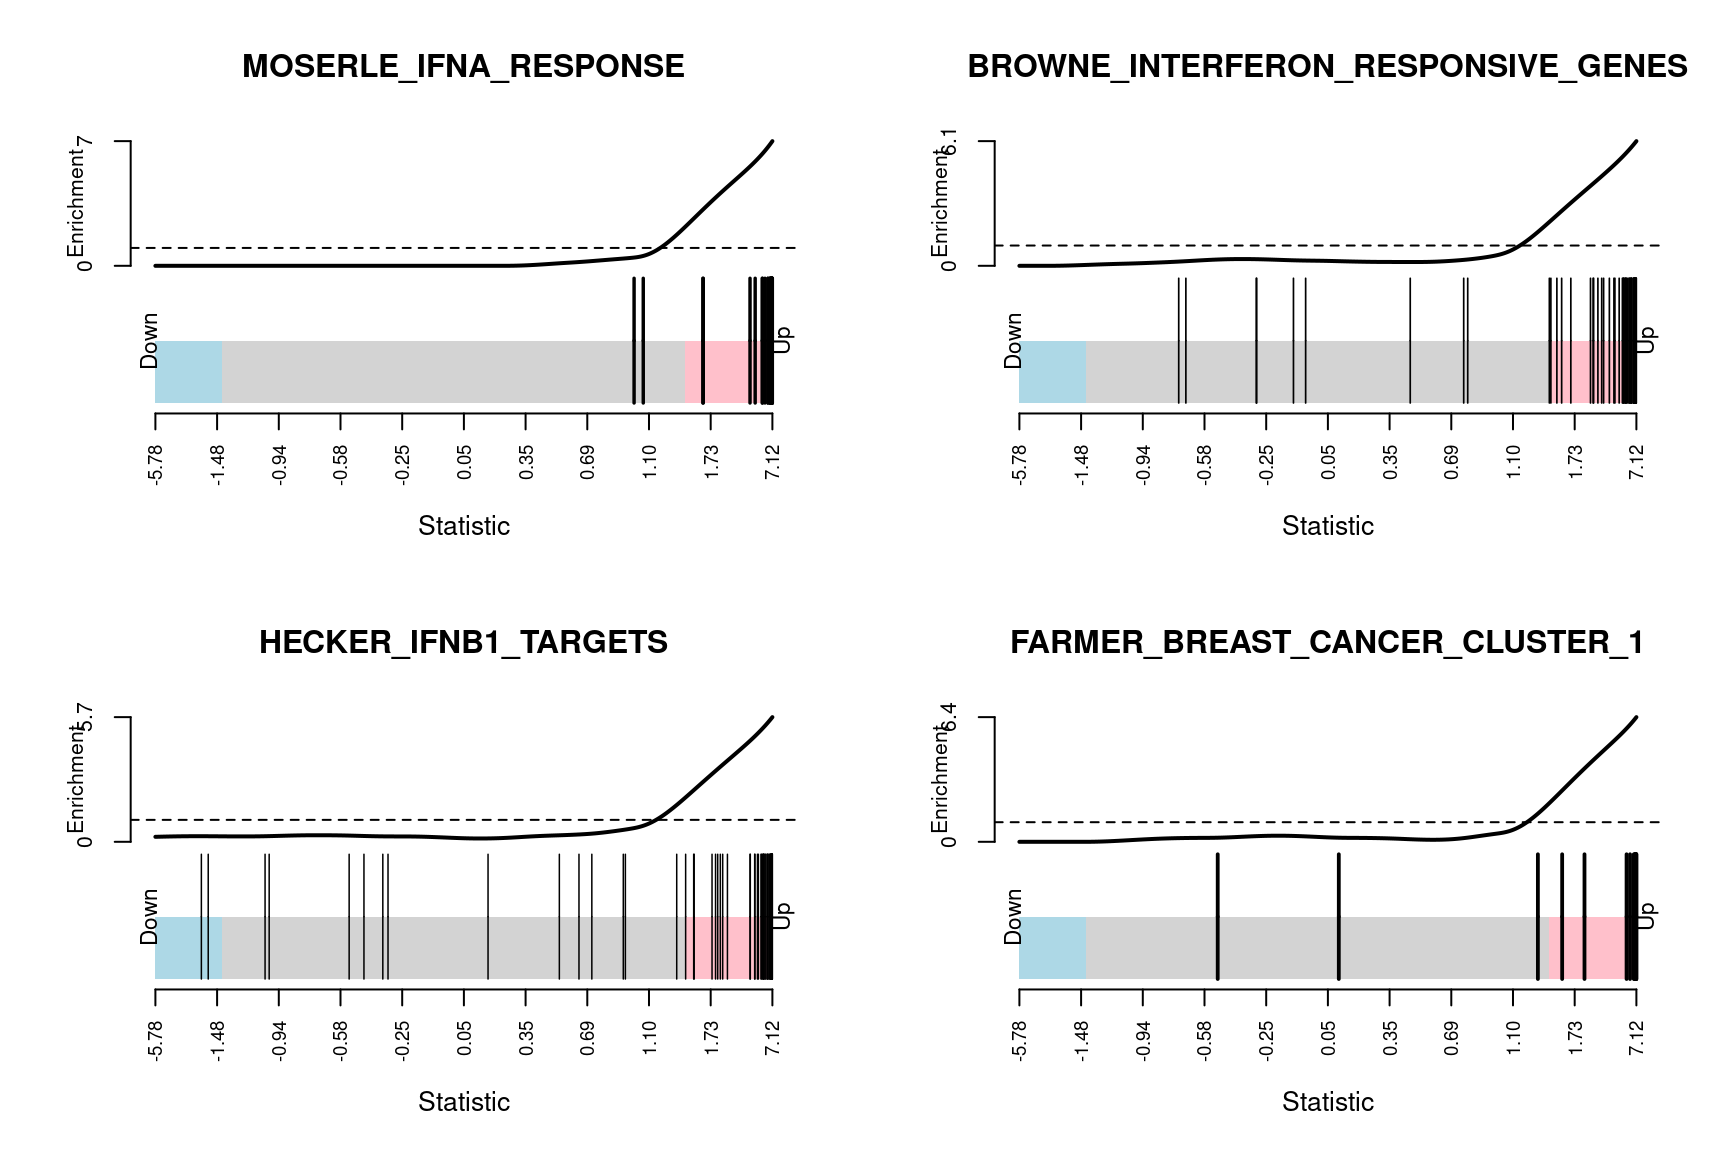 MOSERLE_IFNA_RESPONSE
Enrichment
0 7
Down
Up
-5.78 -1.48 -0.94 -0.58 -0.25 0.05 0.35 0.69 1.10 1.73 7.12
Statistic
BROWNE_INTERFERON_RESPONSIVE_GENES
Enrichment
0 6.1
Down
Up
-5.78 -1.48 -0.94 -0.58 -0.25 0.05 0.35 0.69 1.10 1.73 7.12
Statistic
HECKER_IFNB1_TARGETS
Enrichment
0 5.7
Down
Up
-5.78 -1.48 -0.94 -0.58 -0.25 0.05 0.35 0.69 1.10 1.73 7.12
Statistic
FARMER_BREAST_CANCER_CLUSTER_1
Enrichment
0 6.4
Down
Up
-5.78 -1.48 -0.94 -0.58 -0.25 0.05 0.35 0.69 1.10 1.73 7.12
Statistic